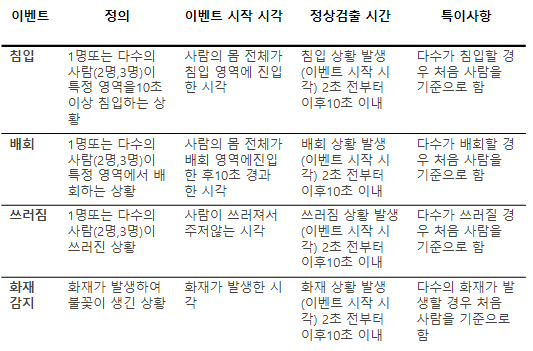 이벤트 정의 이벤트 시작 시각 정상검출 시간 특이사항
침입
1명또는 다수의
사람(2명,3명)이
특정 영역을10초
이상 침입하는 상
황
사람의 몸 전체가
침입 영역에 진입
한 시각
침입 상황 발생
(이벤트 시작 시
각) 2초 전부터
이후10초 이내
다수가 침입할 경
우 처음 사람을
기준으로 함
배회
1명또는 다수의
사람(2명,3명)이
특정 영역에서 배
회하는 상황
사람의 몸 전체가
배회 영역에진입
한 후10초 경과
한 시각
배회 상황 발생
(이벤트 시작 시
각) 2초 전부터
이후10초 이내
다수가 배회할 경
우 처음 사람을
기준으로 함
쓰러짐
1명또는 다수의
사람(2명,3명)이
쓰러진 상황
사람이 쓰러져서
주저않는 시각
쓰러짐 상황 발생
(이벤트 시작 시
각) 2초 전부터
이후10초 이내
다수가 쓰러질 경
우 처음 사람을
기준으로 함
화재
감지
화재가 발생하여
불꽃이 생긴 상황
화재가 발생한 시
각
화재 상황 발생
(이벤트 시작 시
각) 2초 전부터
이후10초 이내
다수의 화재가 발
생할 경우 처음
사람을 기준으로
함